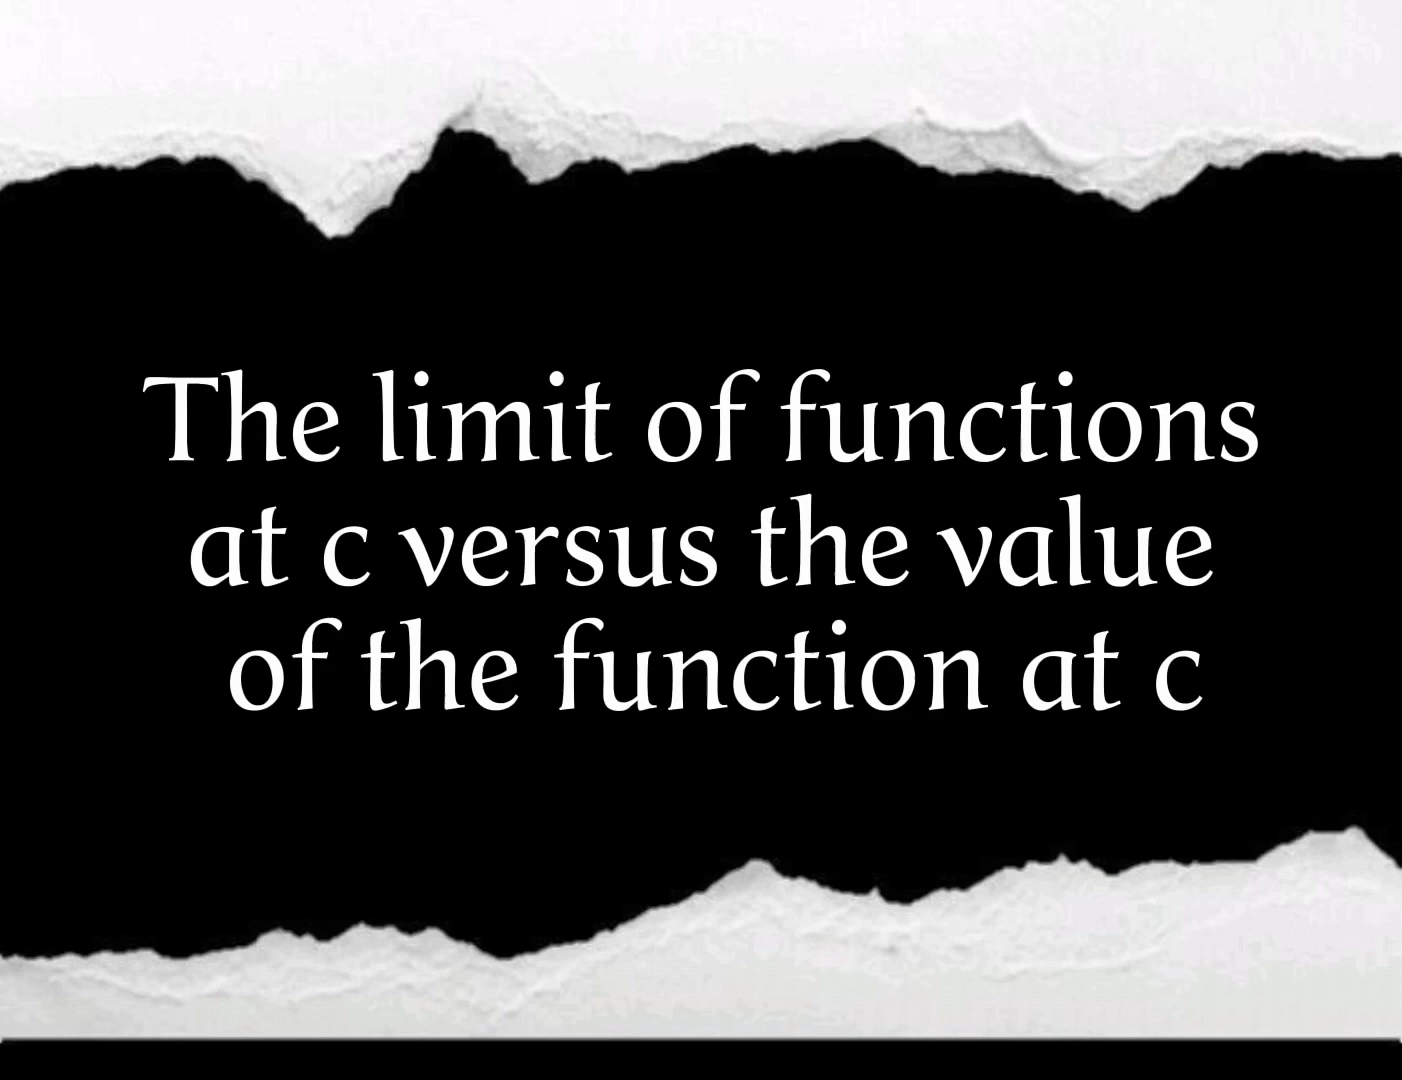 The limit of functions
at c versus the value
of the function at c